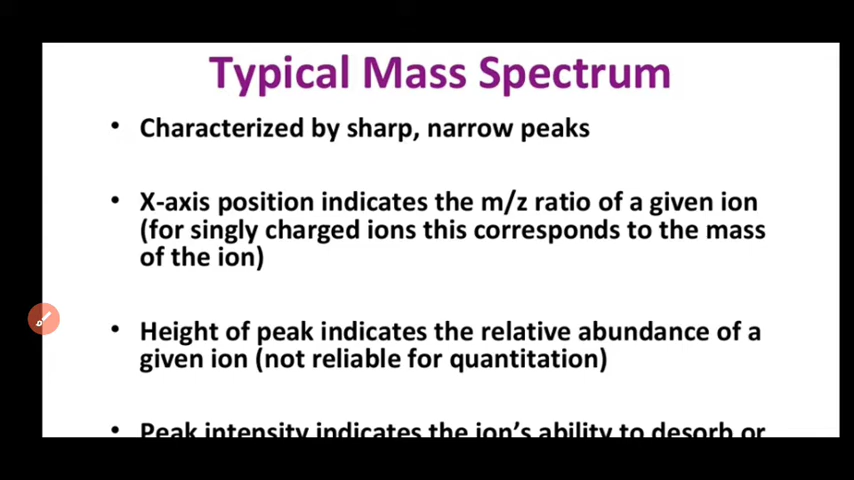 Typical Mass Spectrum
• Characterized by sharp, narrow peaks
• X-axis position indicates the m/z ratio of a given ion
(for singly charged ions this corresponds to the mass
of the ion)
• Height of peak indicates the relative abundance of a
given ion (not reliable for quantitation)
• Peak intensity indicates the ion's ability to desorb or